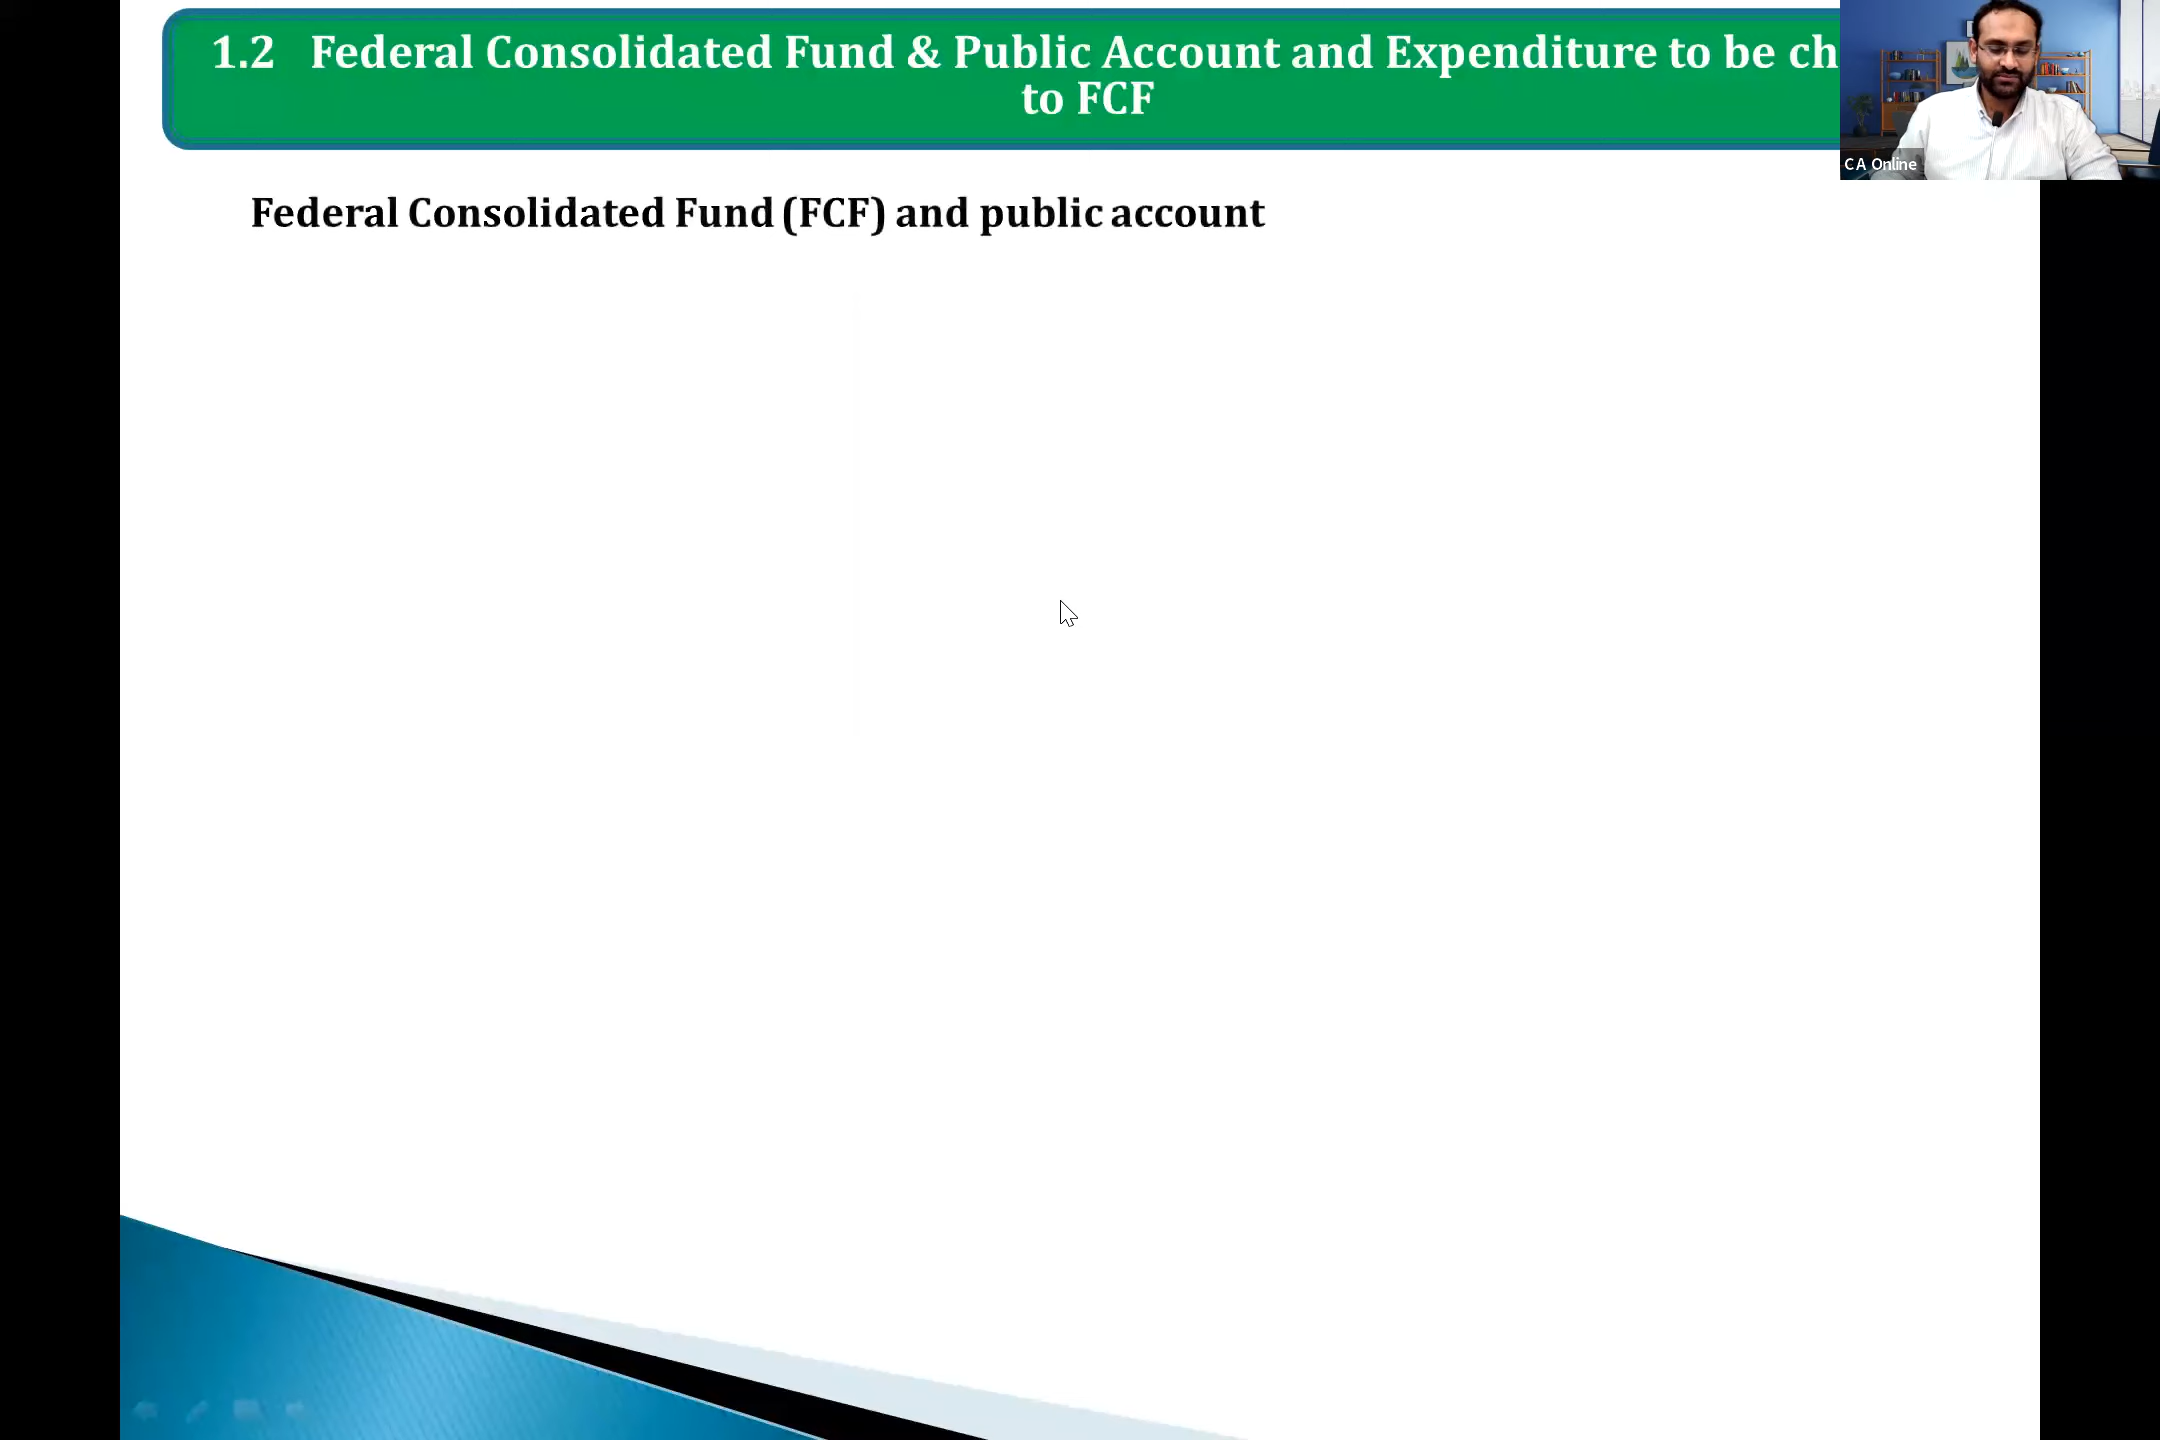 1.2 Federal Consolidated Fund & Public Account and Expenditure to be ch
to FCF
C A Online
Federal Consolidated Fund (FCF) and public account